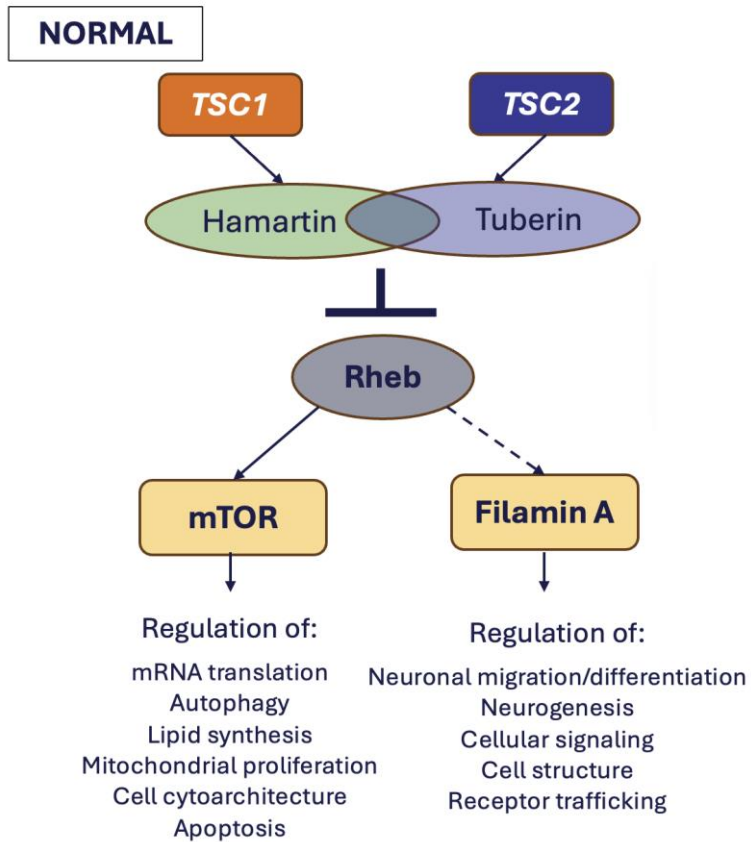 NORMAL
TSC1
TSC2
Hamartin
Tuberin
Rheb
mTOR
Filamin A
Regulation of:
mRNA translation
Autophagy
Lipid synthesis
Mitochondrial proliferation
Cell cytoarchitecture
Apoptosis
Regulation of:
Neuronal migration/differentiation
Neurogenesis
Cellular signaling
Cell structure
Receptor trafficking